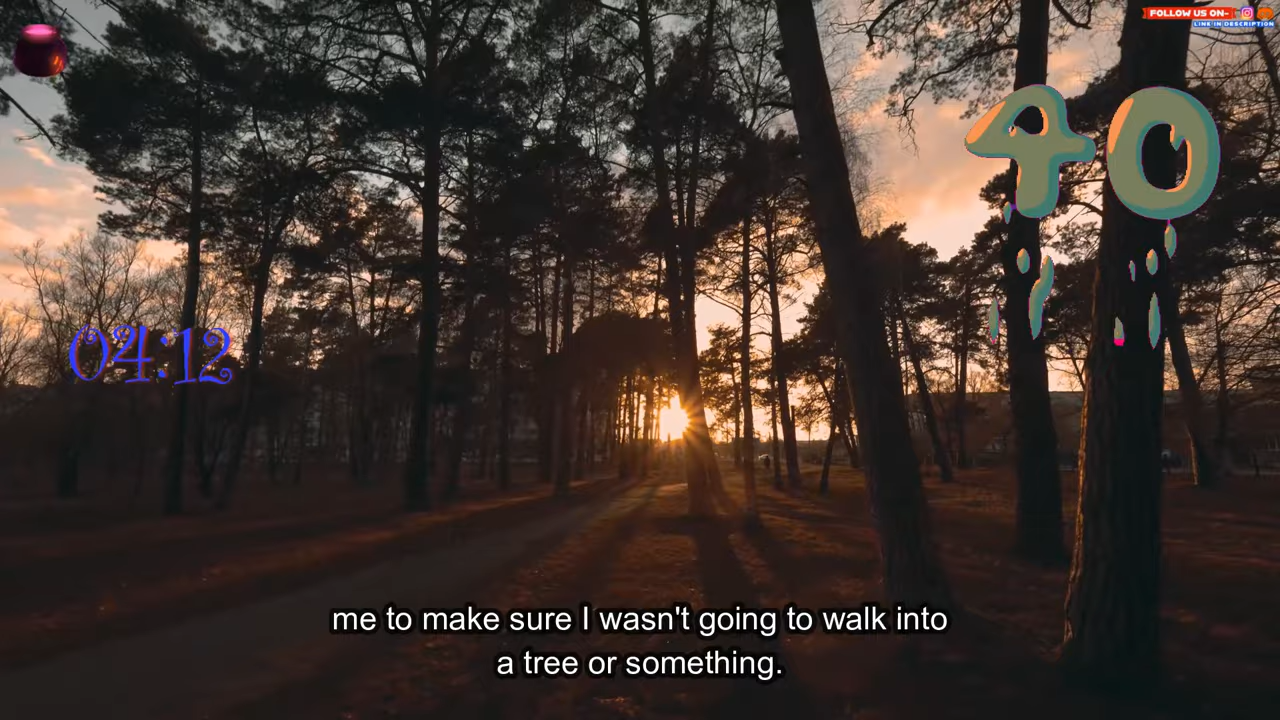 FOLLOW US ON-
LINK IN DESCRIPTION
40
04:12
me to make sure I wasn't going to walk into
a tree or something.